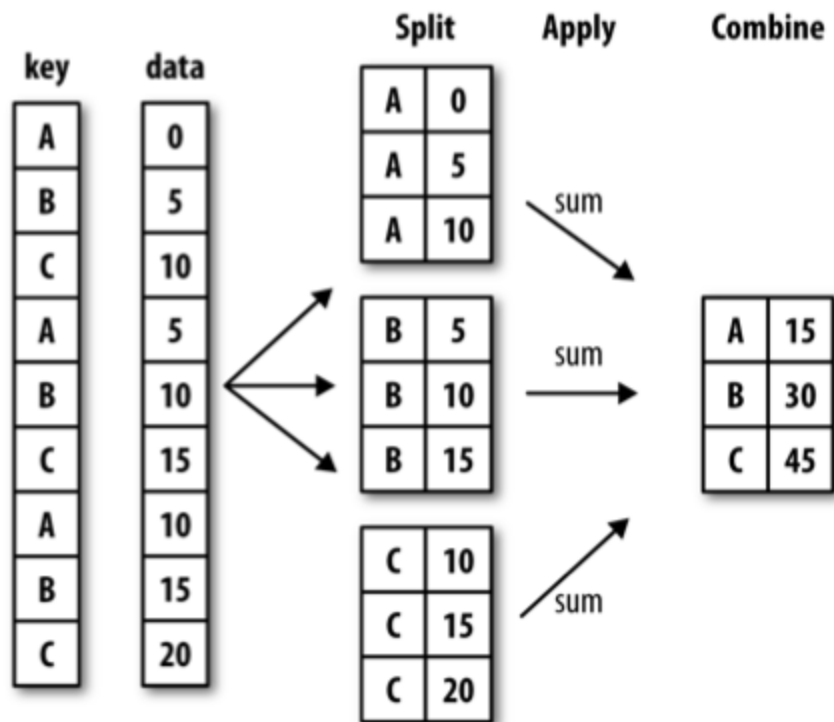 Split Apply Combine
key data
A 0
B 5
C 10
A 5
B 10
C 15
A 10
B 15
C 20
A 0
A 5
A 10
B 5
B 10
B 15
C 10
C 15
C 20
sum
sum
sum
A 15
B 30
C 45